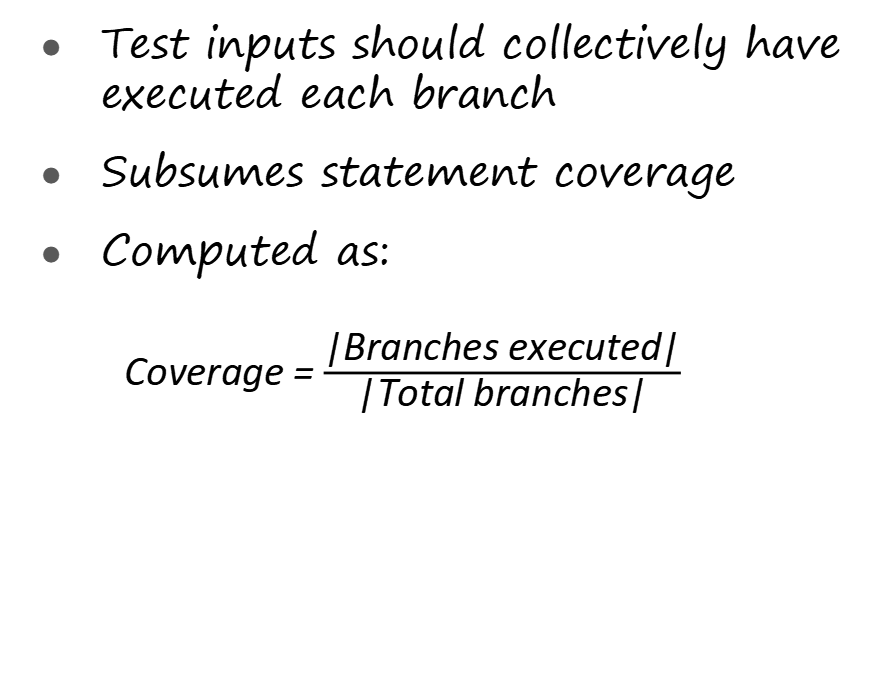 • Test inputs should collectively have
executed each branch
• Subsumes statement coverage
• Computed as:
Coverage = |Branches executed|
|Total branches|